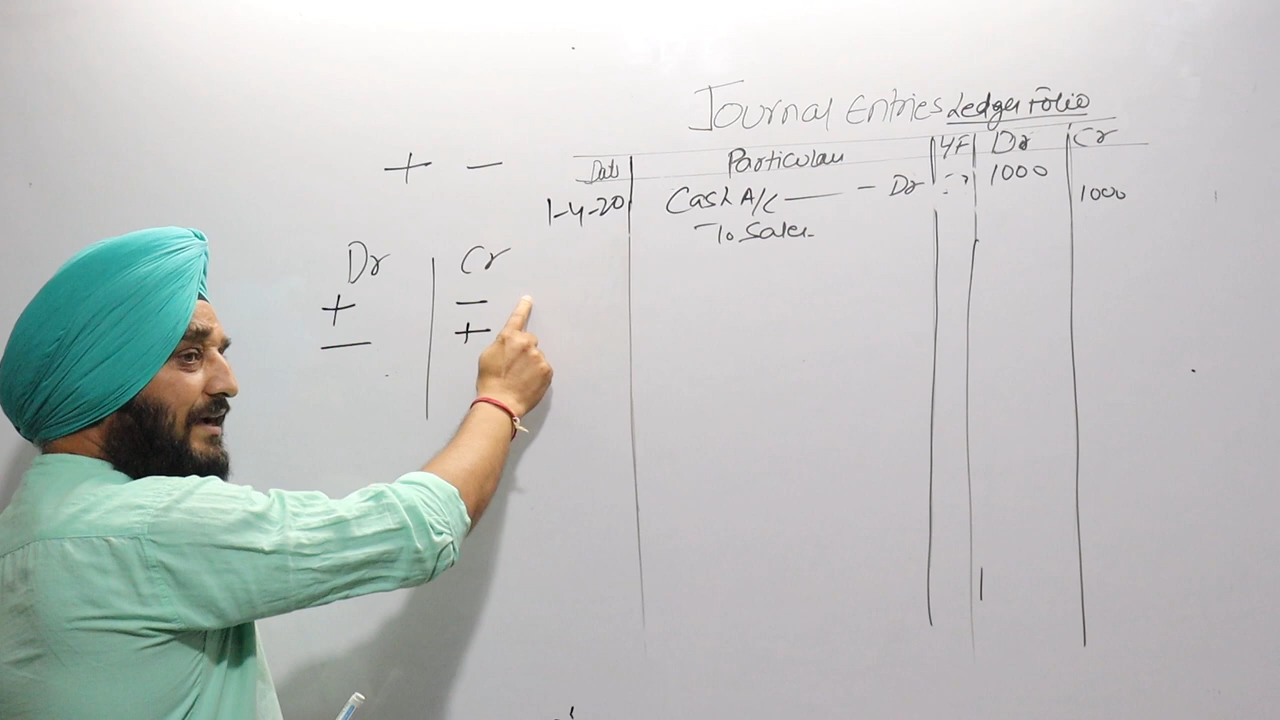 Journal Entries Ledger Folio
+ −
Date Particulars L/F Dr Cr
1-4-20 Cash A/c —— - Dr 1000
To Sales 1000
Dr Cr
+ −
− +